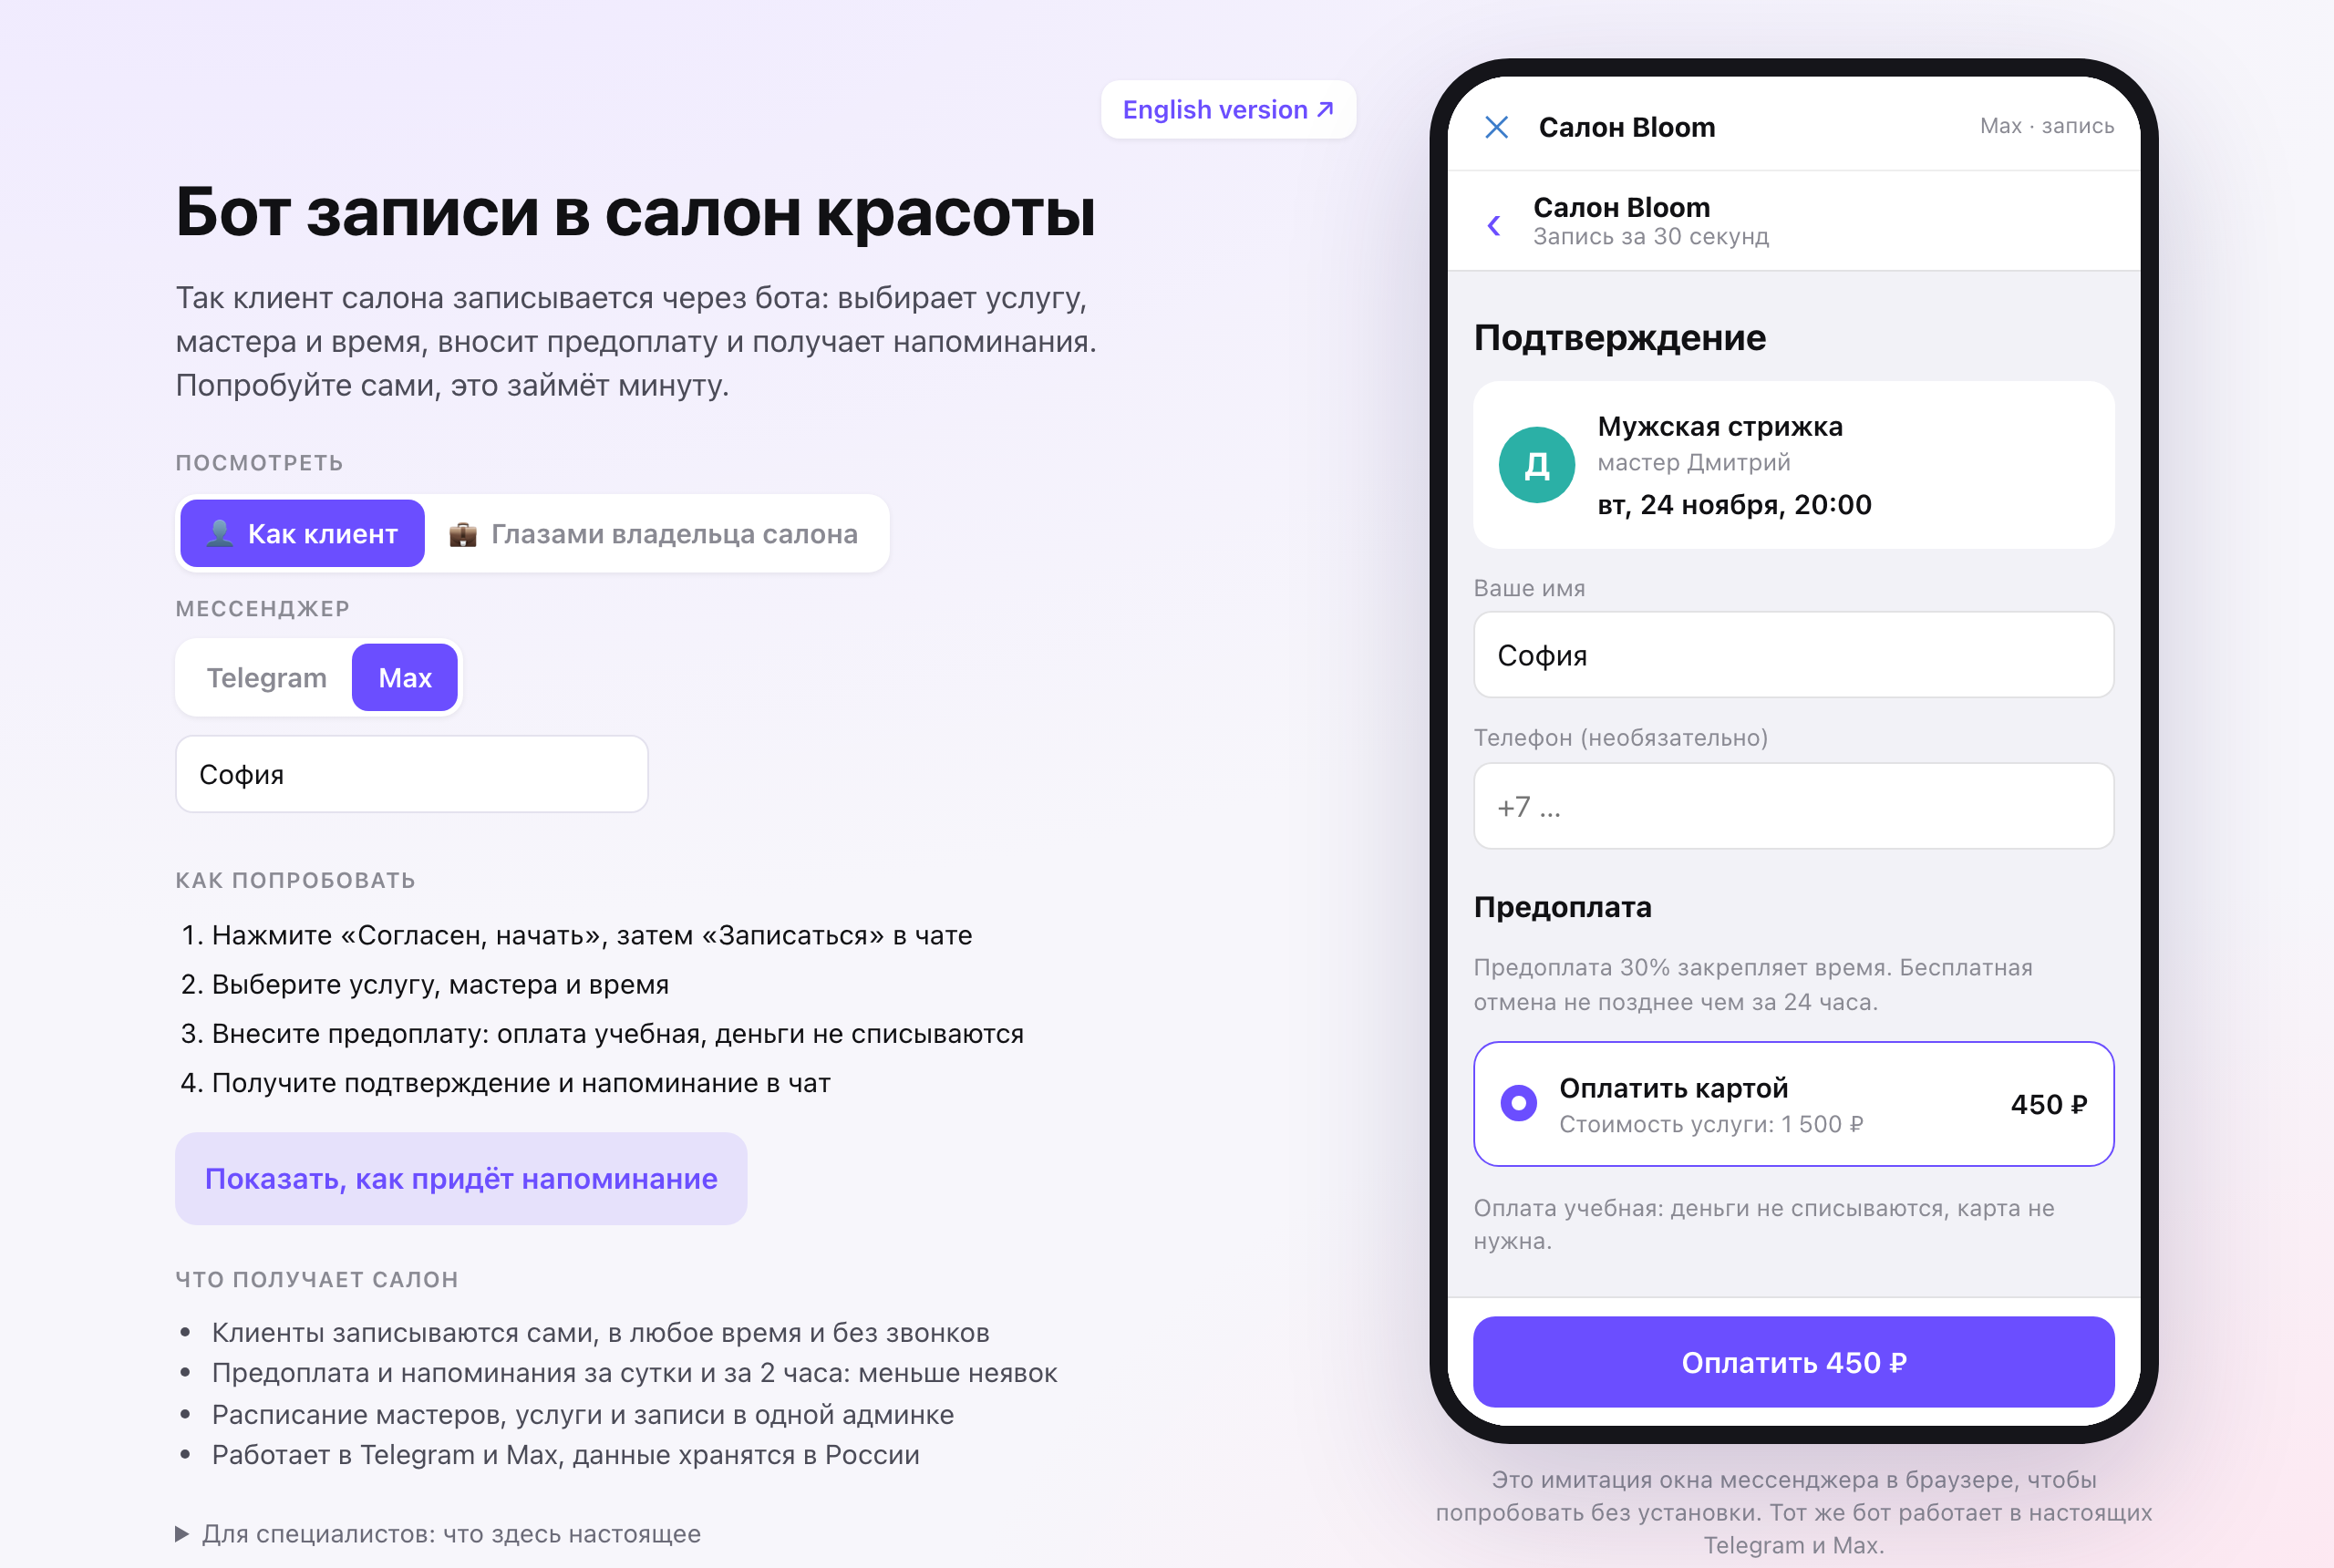 English version ↗
Бот записи в салон красоты
Так клиент салона записывается через бота: выбирает услугу,
мастера и время, вносит предоплату и получает напоминания.
Попробуйте сами, это займёт минуту.
ПОСМОТРЕТЬ
Как клиент
Глазами владельца салона
МЕССЕНДЖЕР
Telegram
Max
София
КАК ПОПРОБОВАТЬ
1. Нажмите «Согласен, начать», затем «Записаться» в чате
2. Выберите услугу, мастера и время
3. Внесите предоплату: оплата учебная, деньги не списываются
4. Получите подтверждение и напоминание в чат
Показать, как придёт напоминание
ЧТО ПОЛУЧАЕТ САЛОН
• Клиенты записываются сами, в любое время и без звонков
• Предоплата и напоминания за сутки и за 2 часа: меньше неявок
• Расписание мастеров, услуги и записи в одной админке
• Работает в Telegram и Max, данные хранятся в России
Для специалистов: что здесь настоящее
Салон Bloom
Max · запись
Салон Bloom
Запись за 30 секунд
Подтверждение
Д
Мужская стрижка
мастер Дмитрий
вт, 24 ноября, 20:00
Ваше имя
София
Телефон (необязательно)
+7 ...
Предоплата
Предоплата 30% закрепляет время. Бесплатная
отмена не позднее чем за 24 часа.
Оплатить картой
Стоимость услуги: 1 500 ₽
450 ₽
Оплата учебная: деньги не списываются, карта не
нужна.
Оплатить 450 ₽
Это имитация окна мессенджера в браузере, чтобы
попробовать без установки. Тот же бот работает в настоящих
Telegram и Max.